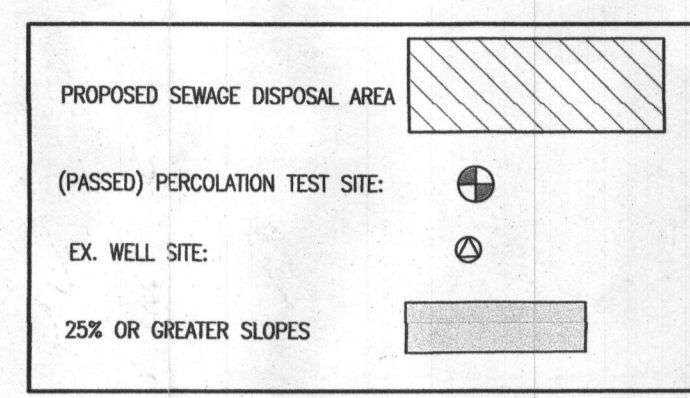 PROPOSED SEWAGE DISPOSAL AREA
(PASSED) PERCOLATION TEST SITE:
EX. WELL SITE:
25% OR GREATER SLOPES